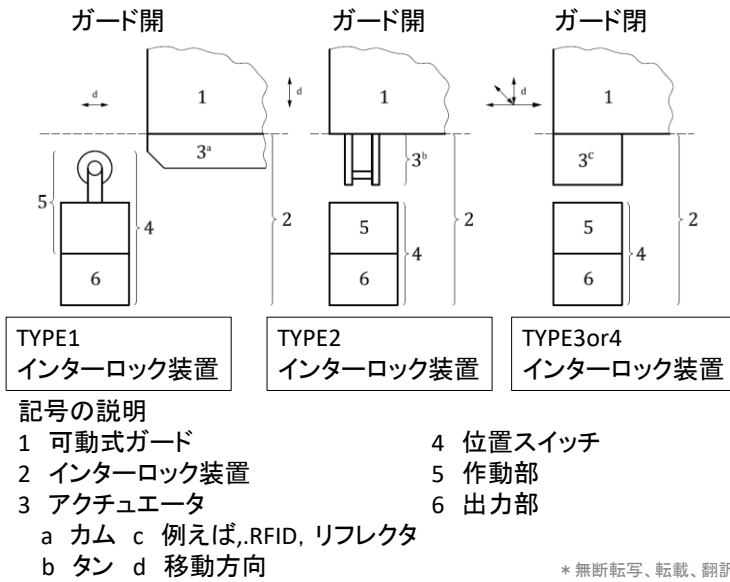 ガード開
ガード開
ガード閉
d
1
3a
5
4
2
6
d
1
3b
2
5
4
6
d
1
3c
2
5
4
6
TYPE1
インターロック装置
TYPE2
インターロック装置
TYPE3or4
インターロック装置
記号の説明
1 可動式ガード
2 インターロック装置
3 アクチュエータ
a カム c 例えば,.RFID, リフレクタ
b タン d 移動方向
4 位置スイッチ
5 作動部
6 出力部
*無断転写、転載、翻訳